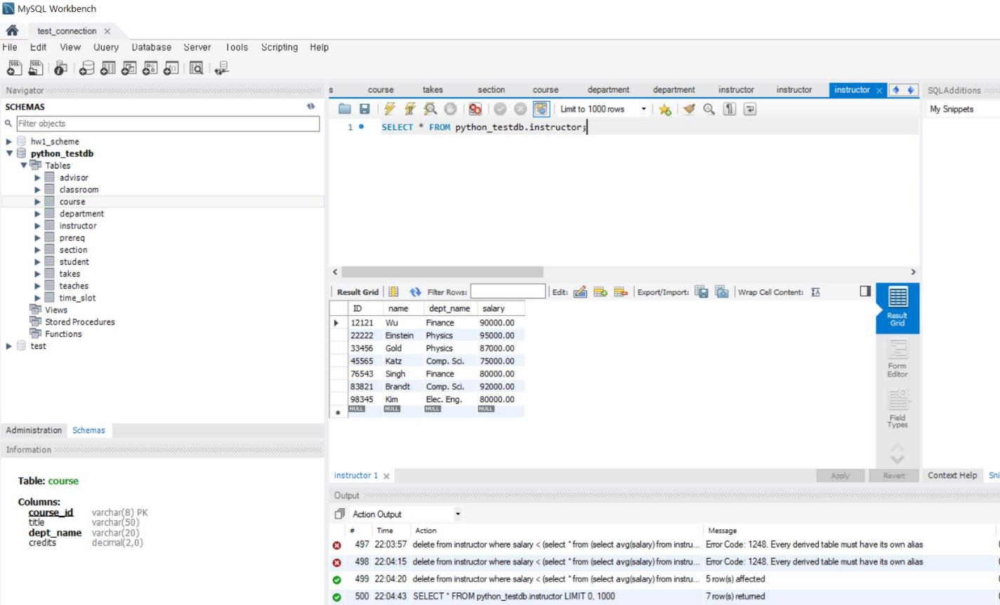 MySQL Workbench
test_connection
File Edit View Query Database Server Tools Scripting Help
Navigator
SCHEMAS
Filter objects
hw1_scheme
python_testdb
Tables
advisor
classroom
course
department
instructor
prereq
section
student
takes
teaches
time_slot
Views
Stored Procedures
Functions
test
Administration Schemas
Information
Table: course
Columns:
course_id varchar(8) PK
title varchar(50)
dept_name varchar(20)
credits decimal(2,0)
s course takes section course department department instructor instructor instructor
Limit to 1000 rows
1 SELECT * FROM python_testdb.instructor;
Result Grid Filter Rows: Edit: Export/Import: Wrap Cell Content:
ID name dept_name salary
12121 Wu Finance 90000.00
22222 Einstein Physics 95000.00
33456 Gold Physics 87000.00
45565 Katz Comp. Sci. 75000.00
76543 Singh Finance 80000.00
83821 Brandt Comp. Sci. 92000.00
98345 Kim Elec. Eng. 80000.00
NULL NULL NULL NULL
Result
Grid
Form
Editor
Field
Types
instructor 1 Apply Revert
SQLAdditions
My Snippets
Context Help Sni
Output
Action Output
# Time Action Message
497 22:03:57 delete from instructor where salary < (select * from (select avg(salary) from instru... Error Code: 1248. Every derived table must have its own alias
498 22:04:15 delete from instructor where salary < (select * from (select avg(salary) from instru... Error Code: 1248. Every derived table must have its own alias
499 22:04:20 delete from instructor where salary < (select * from (select avg(salary) from instru... 5 row(s) affected
500 22:04:43 SELECT * FROM python_testdb.instructor LIMIT 0, 1000 7 row(s) returned